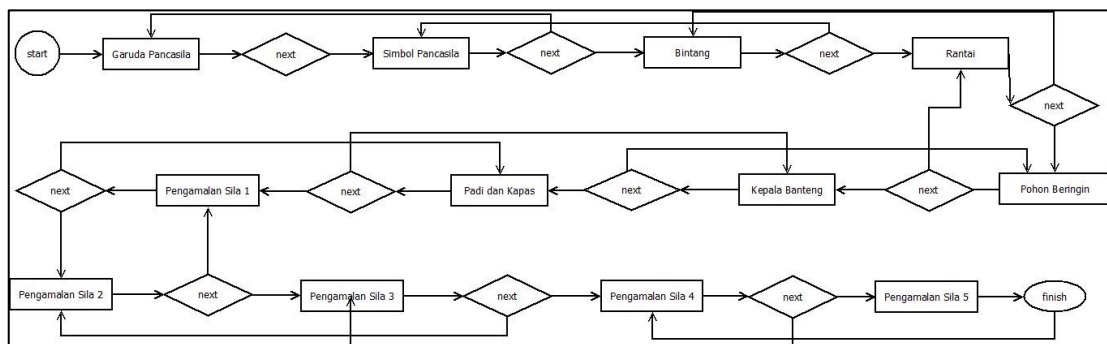 start
Garuda Pancasila
next
Simbol Pancasila
next
Bintang
next
Rantai
next
next
Pengamalan Sila 1
next
Padi dan Kapas
next
Kepala Banteng
next
Pohon Beringin
Pengamalan Sila 2
next
Pengamalan Sila 3
next
Pengamalan Sila 4
next
Pengamalan Sila 5
finish